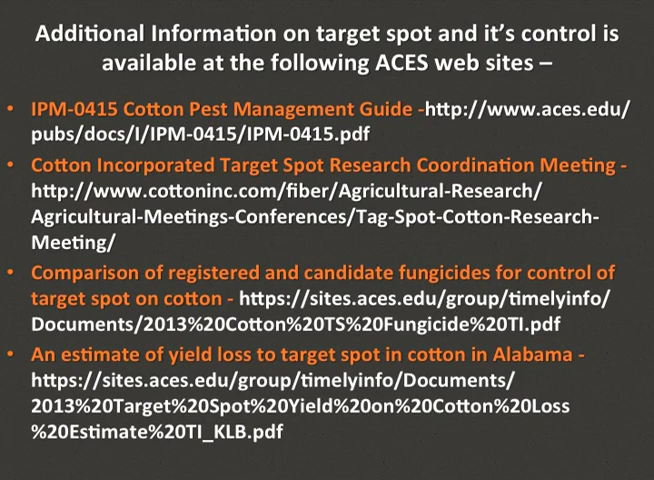 Additional Information on target spot and it's control is
available at the following ACES web sites –
• IPM-0415 Cotton Pest Management Guide -http://www.aces.edu/
pubs/docs/I/IPM-0415/IPM-0415.pdf
• Cotton Incorporated Target Spot Research Coordination Meeting -
http://www.cottoninc.com/fiber/Agricultural-Research/
Agricultural-Meetings-Conferences/Tag-Spot-Cotton-Research-
Meeting/
• Comparison of registered and candidate fungicides for control of
target spot on cotton - https://sites.aces.edu/group/timelyinfo/
Documents/2013%20Cotton%20TS%20Fungicide%20TI.pdf
• An estimate of yield loss to target spot in cotton in Alabama -
https://sites.aces.edu/group/timelyinfo/Documents/
2013%20Target%20Spot%20Yield%20on%20Cotton%20Loss
%20Estimate%20TI_KLB.pdf